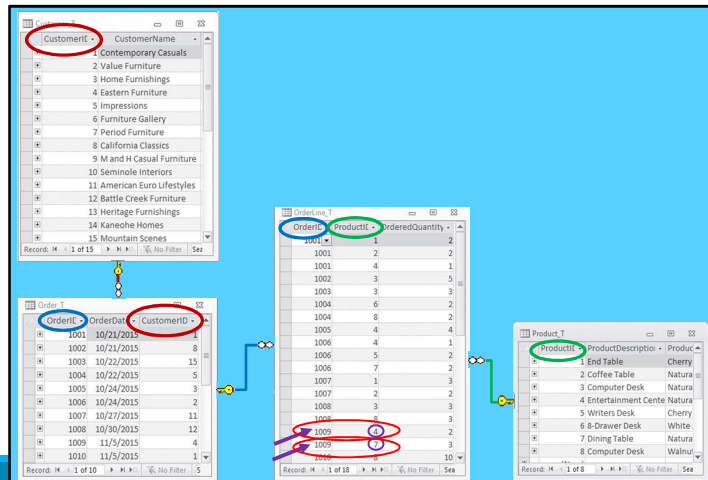 Customer_T
CustomerID CustomerName
1 Contemporary Casuals
2 Value Furniture
3 Home Furnishings
4 Eastern Furniture
5 Impressions
6 Furniture Gallery
7 Period Furniture
8 California Classics
9 M and H Casual Furniture
10 Seminole Interiors
11 American Euro Lifestyles
12 Battle Creek Furniture
13 Heritage Furnishings
14 Kaneohe Homes
15 Mountain Scenes
Record: 1 of 15 No Filter Sea
Order_T
OrderID OrderDat CustomerID
1001 10/21/2015 1
1002 10/21/2015 8
1003 10/22/2015 15
1004 10/22/2015 5
1005 10/24/2015 3
1006 10/24/2015 2
1007 10/27/2015 11
1008 10/30/2015 12
1009 11/5/2015 4
1010 11/5/2015 1
Record: 1 of 10 No Filter S
OrderLine_T
OrderID ProductID OrderedQuantity
1001 1 2
1001 2 2
1001 4 1
1002 3 5
1003 3 3
1004 6 2
1004 8 2
1005 4 4
1006 4 1
1006 5 2
1006 7 2
1007 1 3
1007 2 2
1008 3 3
1008 8 3
1009 4 2
1009 7 3
1010 8 10
Record: 1 of 18 No Filter Sea
Product_T
ProductID ProductDescription Produc
1 End Table Cherry
2 Coffee Table Natura
3 Computer Desk Natura
4 Entertainment Cente Natura
5 Writers Desk Cherry
6 8-Drawer Desk White
7 Dining Table Natura
8 Computer Desk Walnut
Record: 1 of 8 No Filter Sea